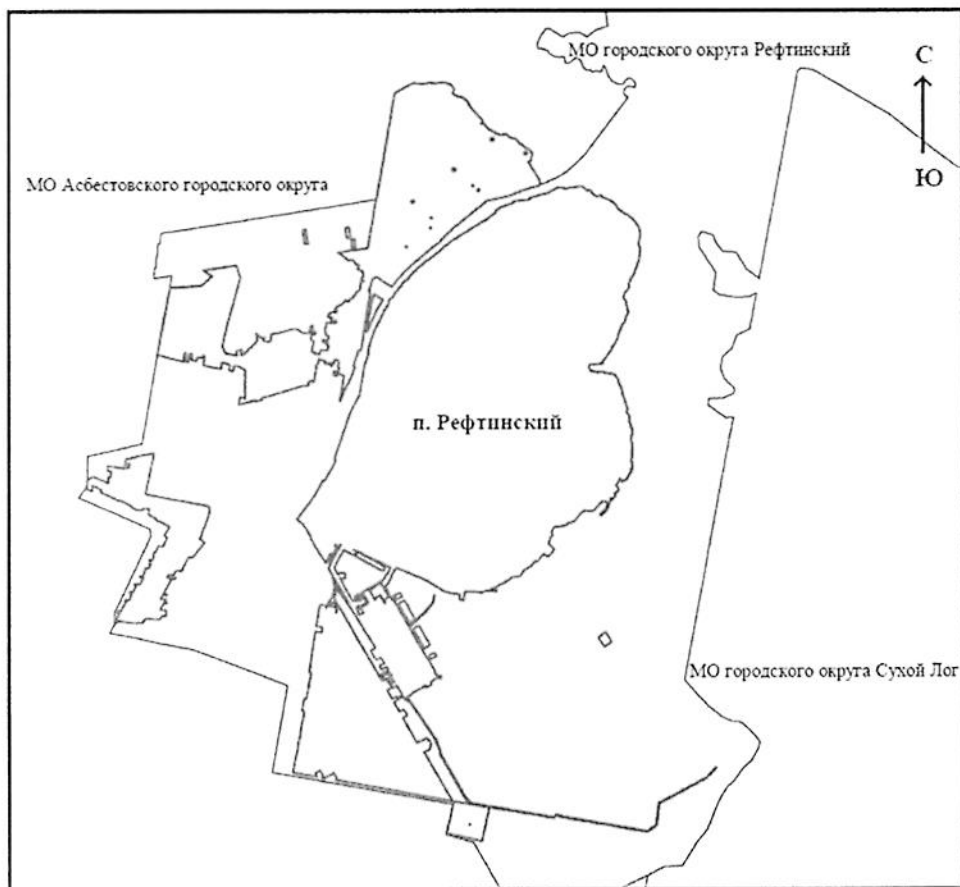 МО городского округа Рефтинский
С
МО Асбестовского городского округа
Ю
п. Рефтинский
МО городского округа Сухой Лог